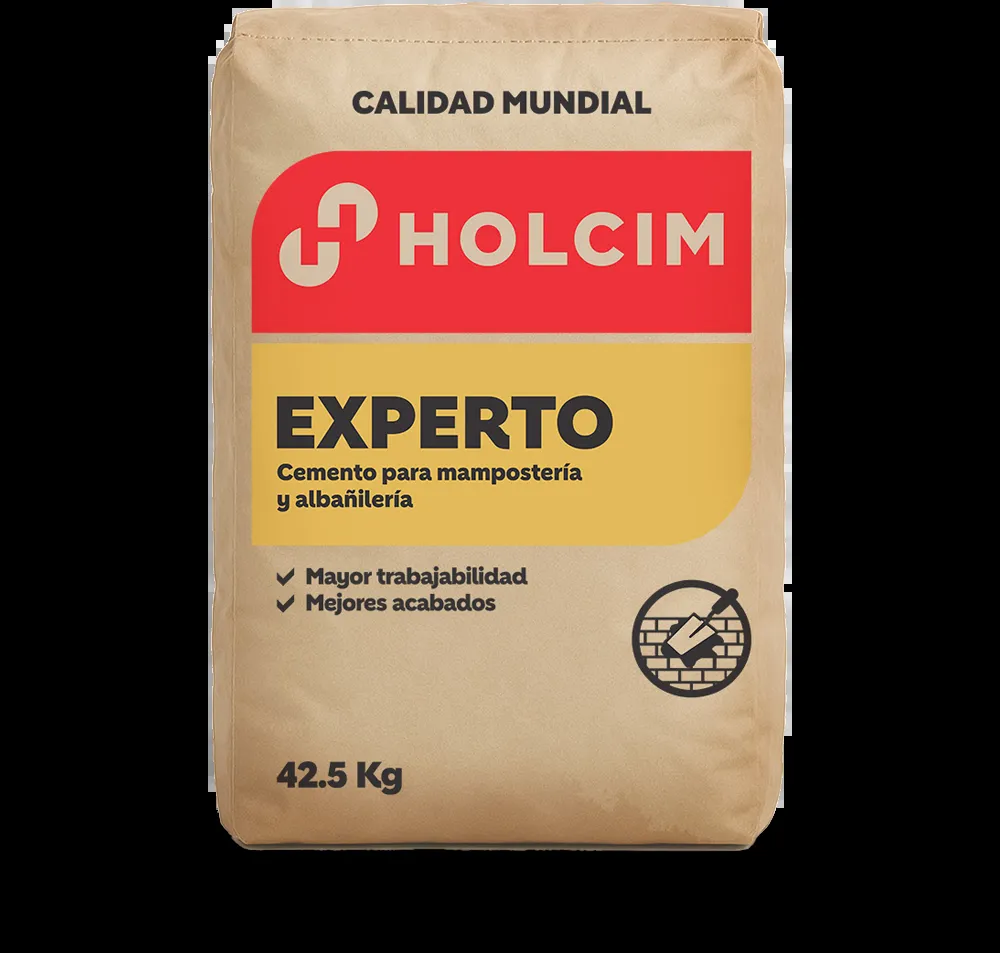 CALIDAD MUNDIAL
HOLCIM
EXPERTO
Cemento para mampostería
y albañilería
Mayor trabajabilidad
Mejores acabados
42.5 Kg